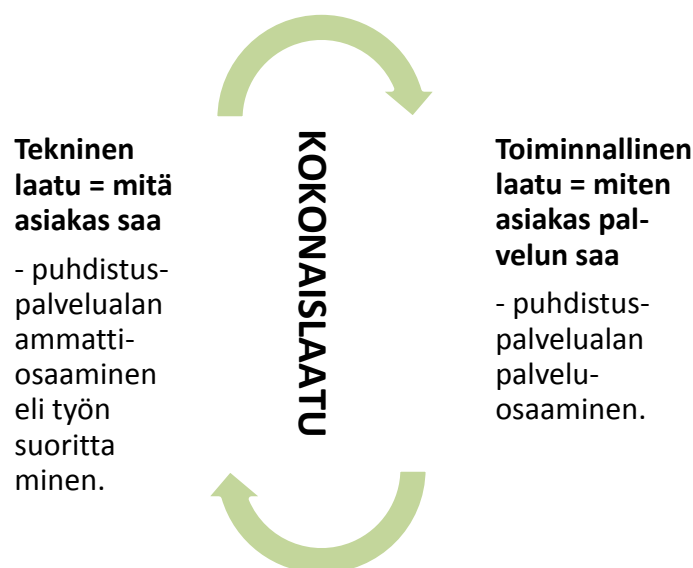 Tekninen
laatu = mitä
asiakas saa
- puhdistus-
palvelualan
ammatti-
osaaminen
eli työn
suoritta
minen.
KOKONAISLAATU
Toiminnallinen
laatu = miten
asiakas pal-
velun saa
- puhdistus-
palvelualan
palvelu-
osaaminen.